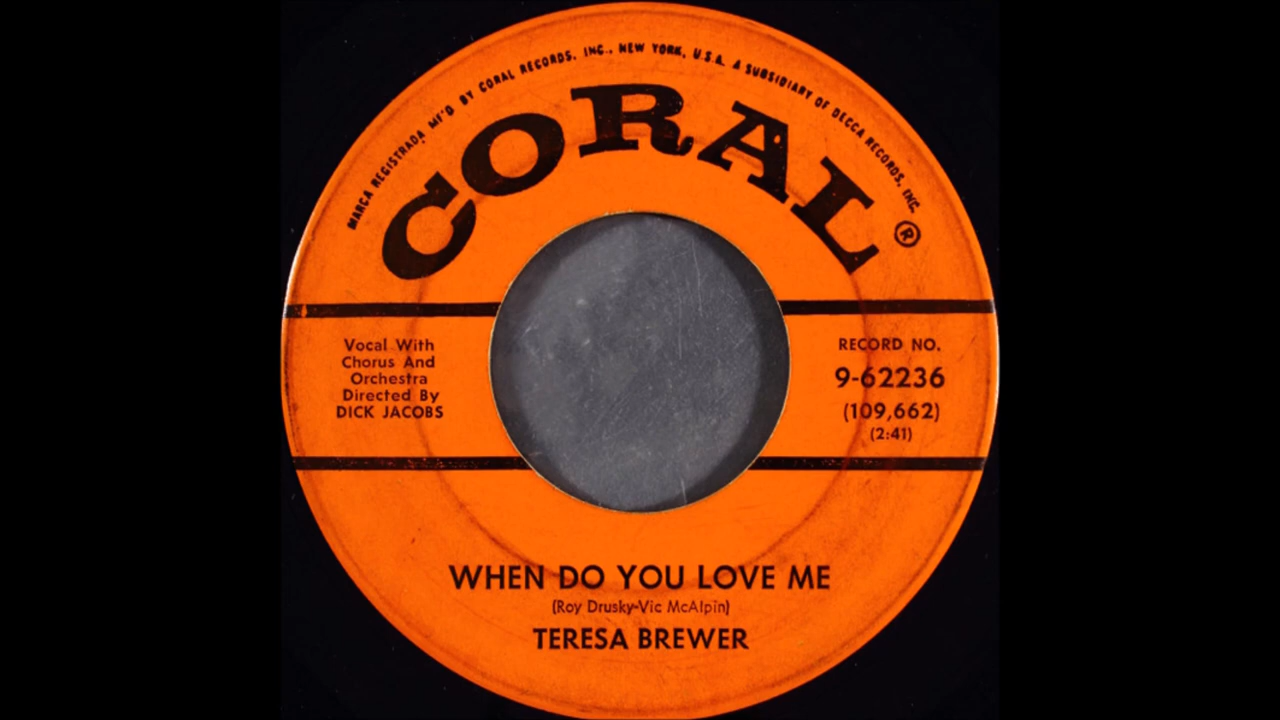 MARCA REGISTRADA MF'D BY CORAL RECORDS, INC., NEW YORK, U.S.A. A SUBSIDIARY OF DECCA RECORDS, INC.
CORAL ®
Vocal With
Chorus And
Orchestra
Directed By
DICK JACOBS
RECORD NO.
9-62236
(109,662)
(2:41)
WHEN DO YOU LOVE ME
(Roy Drusky-Vic McAlpin)
TERESA BREWER